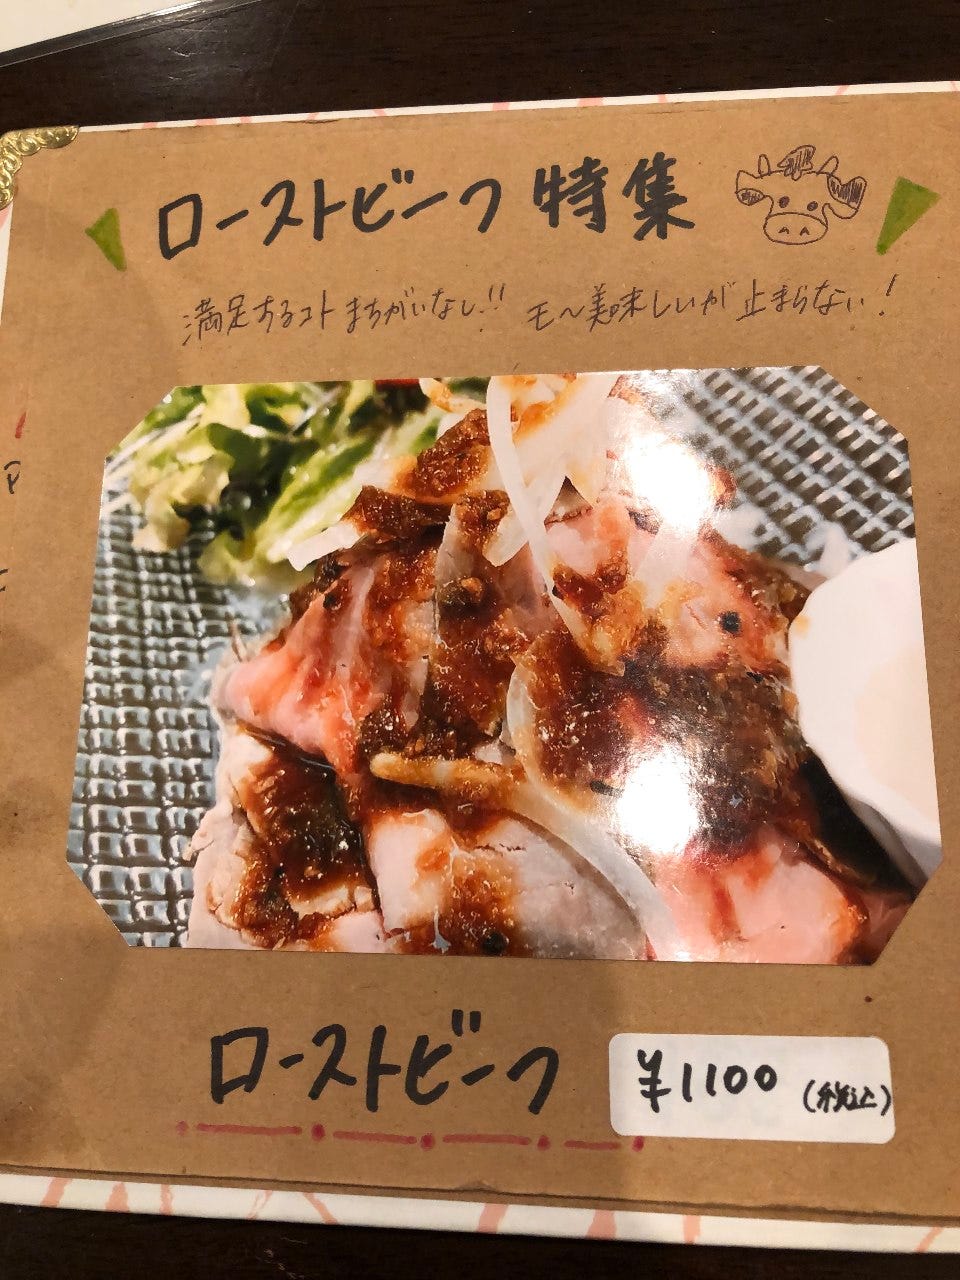 ローストビーフ 特集
満足するコトまちがいなし!! モ〜美味しいが止まらない!
ローストビーフ
¥1100 (税込)